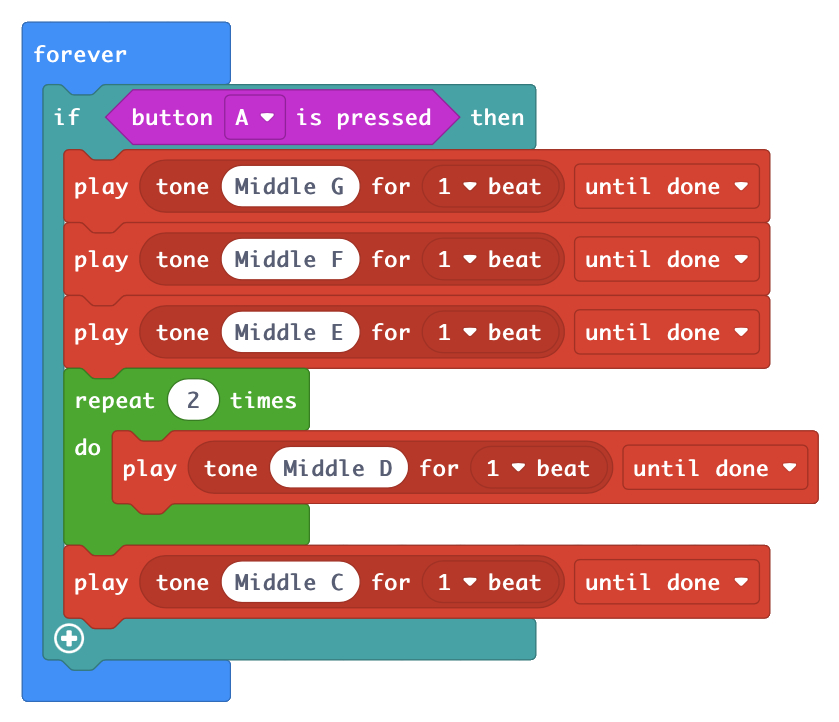 forever
if button A is pressed then
play tone Middle G for 1 beat until done
play tone Middle F for 1 beat until done
play tone Middle E for 1 beat until done
repeat 2 times
do
play tone Middle D for 1 beat until done
play tone Middle C for 1 beat until done